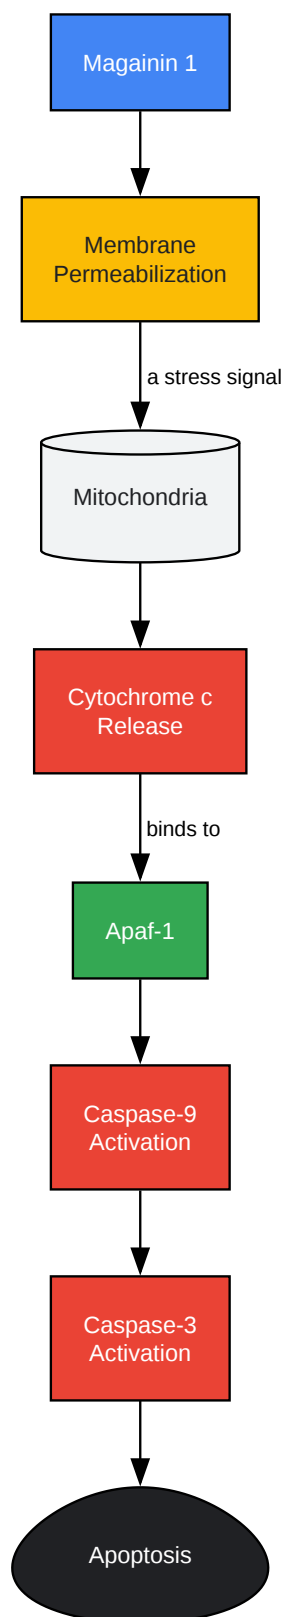 Magainin 1
Membrane
Permeabilization
a stress signal
Mitochondria
Cytochrome c
Release
binds to
Apaf-1
Caspase-9
Activation
Caspase-3
Activation
Apoptosis